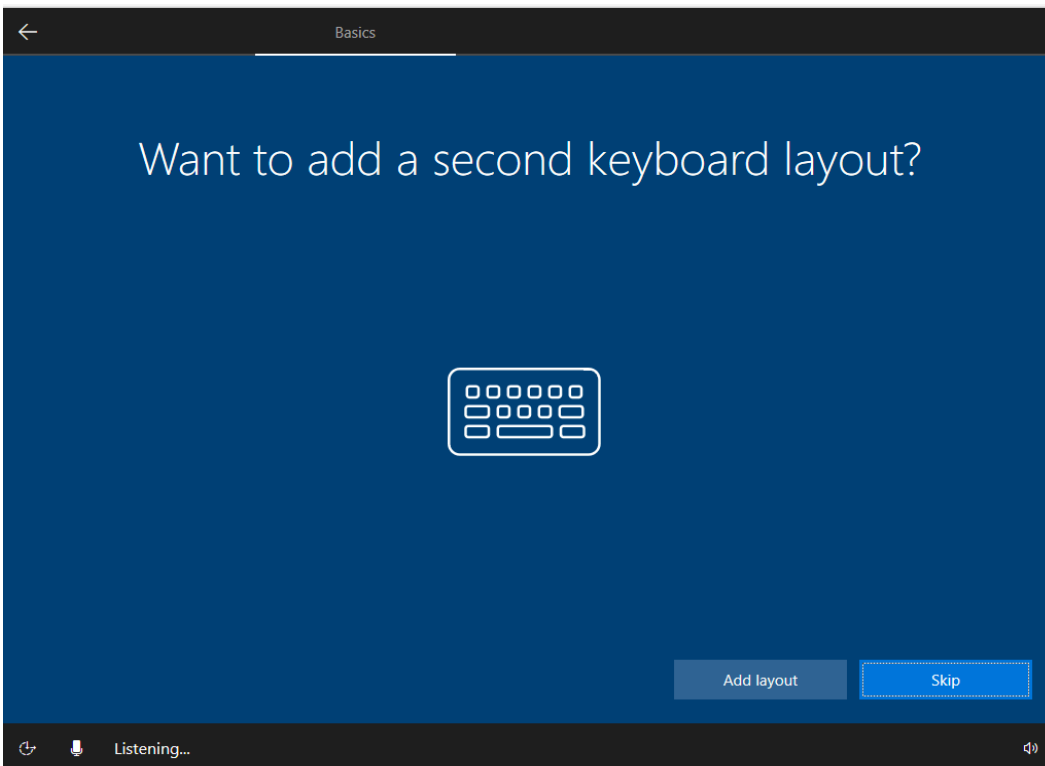 Basics
Want to add a second keyboard layout?
Add layout
Skip
Listening...